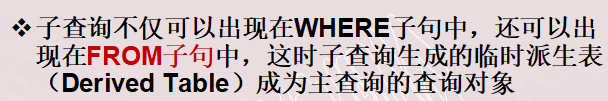 ❖子查询不仅可以出现在WHERE子句中，还可以出
现在FROM子句中，这时子查询生成的临时派生表
（Derived Table）成为主查询的查询对象